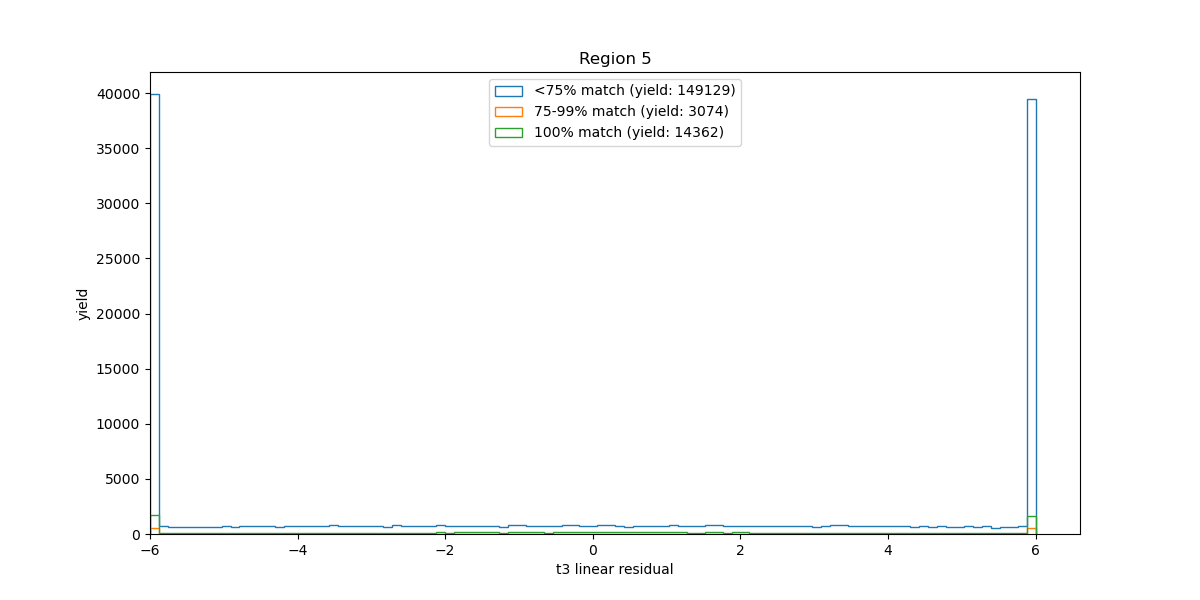 Region 5
<75% match (yield: 149129)
75-99% match (yield: 3074)
100% match (yield: 14362)
yield
40000
35000
30000
25000
20000
15000
10000
5000
0
−6
−4
−2
0
2
4
6
t3 linear residual